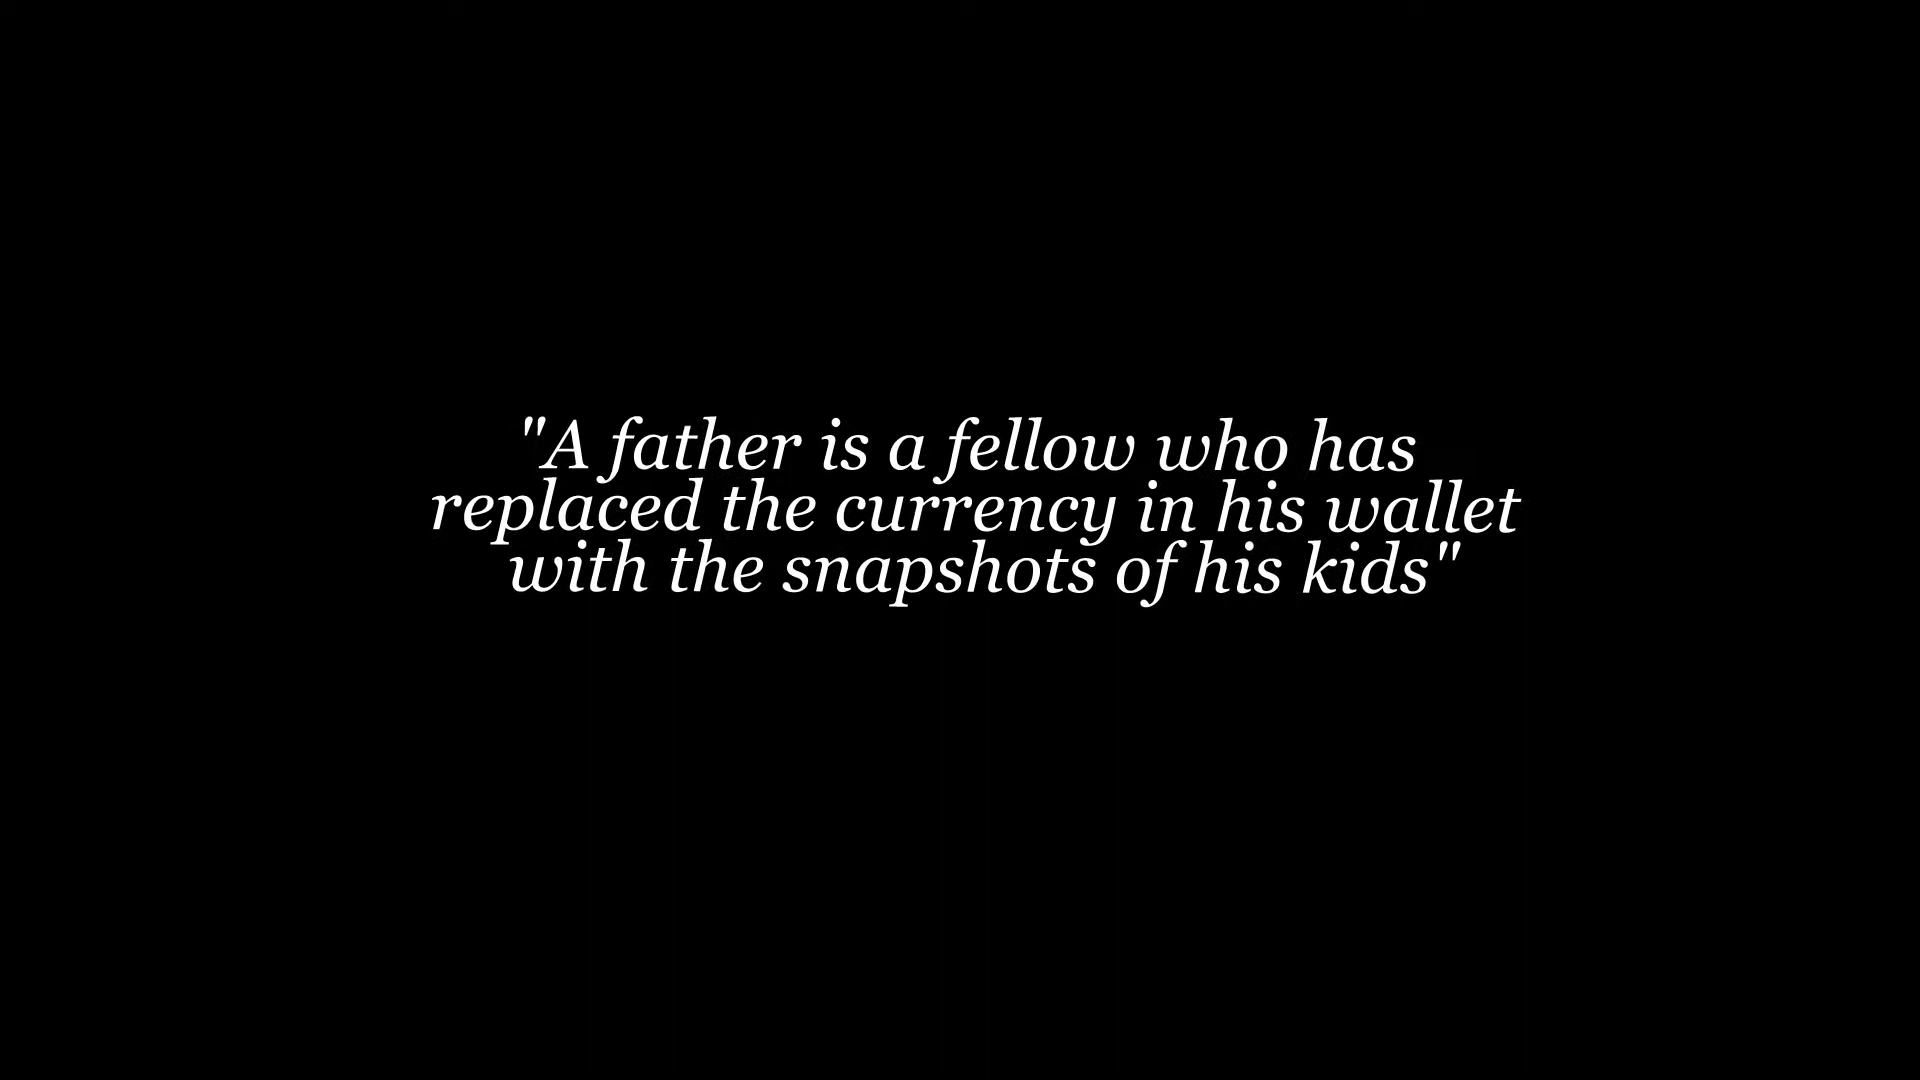 "A father is a fellow who has
replaced the currency in his wallet
with the snapshots of his kids"